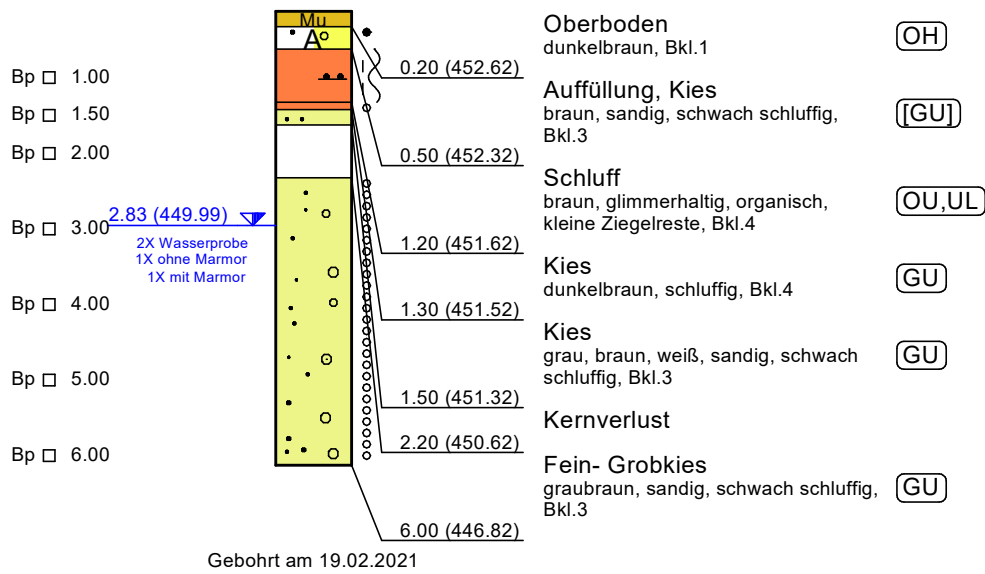 Mu
A
Bp 1.00
Bp 1.50
Bp 2.00
2.83 (449.99)
Bp 3.00
2X Wasserprobe
1X ohne Marmor
1X mit Marmor
Bp 4.00
Bp 5.00
Bp 6.00
Oberboden
dunkelbraun, Bkl.1
OH
0.20 (452.62)
Auffüllung, Kies
braun, sandig, schwach schluffig,
Bkl.3
[GU]
0.50 (452.32)
Schluff
braun, glimmerhaltig, organisch,
kleine Ziegelreste, Bkl.4
OU,UL
1.20 (451.62)
Kies
dunkelbraun, schluffig, Bkl.4
GU
1.30 (451.52)
Kies
grau, braun, weiß, sandig, schwach
schluffig, Bkl.3
GU
1.50 (451.32)
Kernverlust
2.20 (450.62)
Fein- Grobkies
graubraun, sandig, schwach schluffig,
Bkl.3
GU
6.00 (446.82)
Gebohrt am 19.02.2021